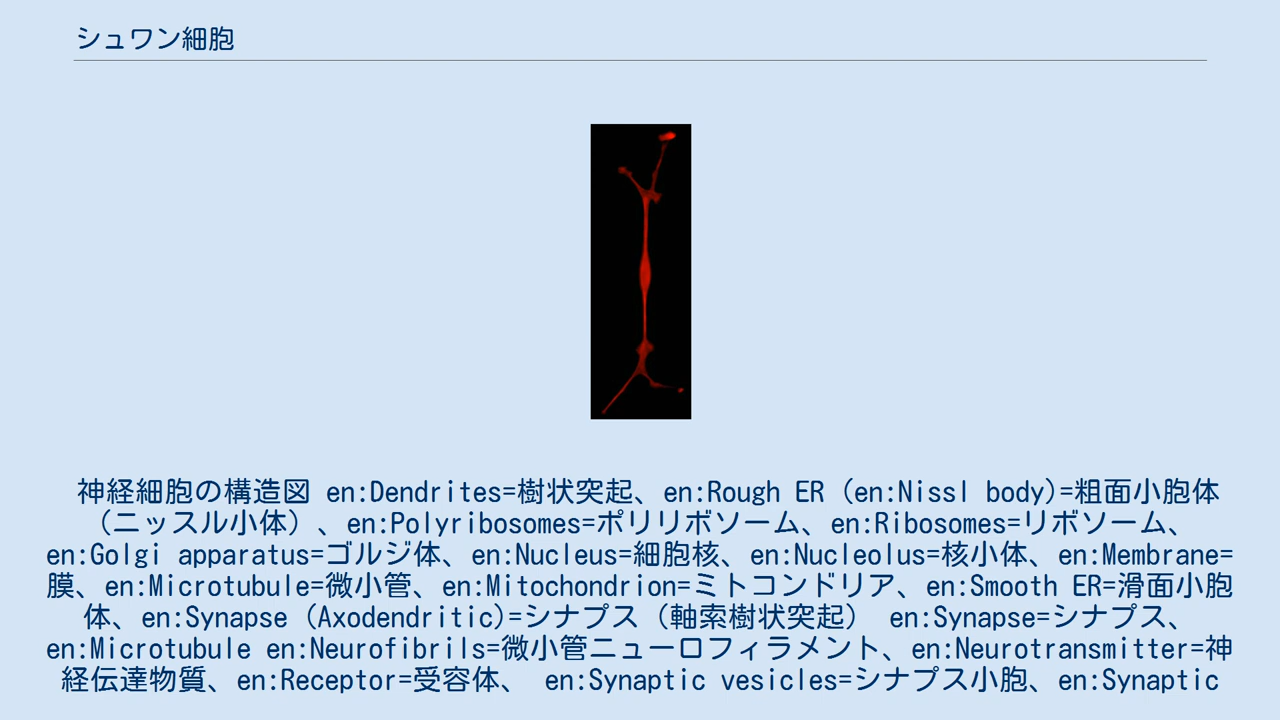 シュワン細胞
神経細胞の構造図 en:Dendrites=樹状突起、en:Rough ER (en:Nissl body)=粗面小胞体
（ニッスル小体）、en:Polyribosomes=ポリリボソーム、en:Ribosomes=リボソーム、
en:Golgi apparatus=ゴルジ体、en:Nucleus=細胞核、en:Nucleolus=核小体、en:Membrane=
膜、en:Microtubule=微小管、en:Mitochondrion=ミトコンドリア、en:Smooth ER=滑面小胞
体、en:Synapse (Axodendritic)=シナプス（軸索樹状突起） en:Synapse=シナプス、
en:Microtubule en:Neurofibrils=微小管ニューロフィラメント、en:Neurotransmitter=神
経伝達物質、en:Receptor=受容体、 en:Synaptic vesicles=シナプス小胞、en:Synaptic